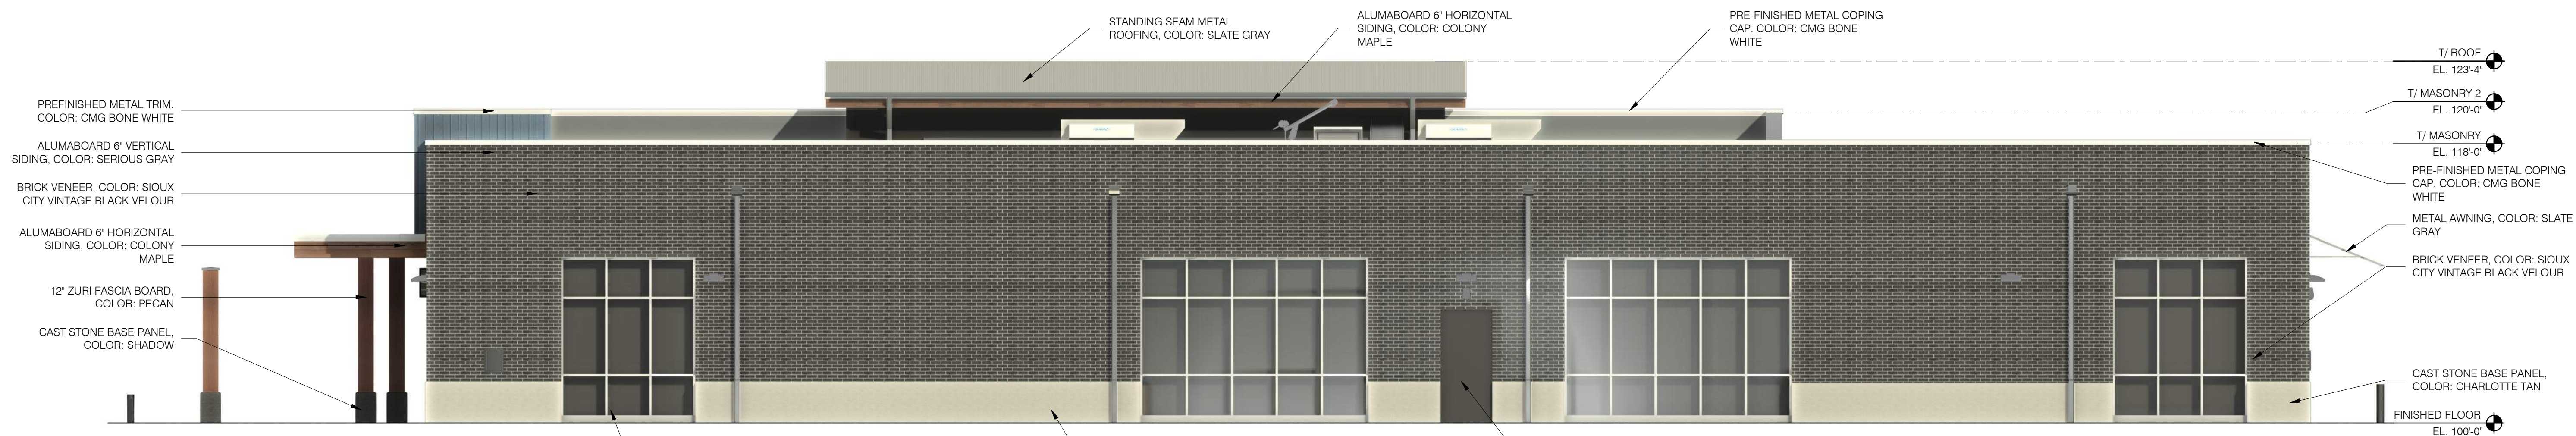 STANDING SEAM METAL
ROOFING, COLOR: SLATE GRAY
ALUMABOARD 6" HORIZONTAL
SIDING, COLOR: COLONY
MAPLE
PRE-FINISHED METAL COPING
CAP. COLOR: CMG BONE
WHITE
PREFINISHED METAL TRIM.
COLOR: CMG BONE WHITE
ALUMABOARD 6" VERTICAL
SIDING, COLOR: SERIOUS GRAY
BRICK VENEER, COLOR: SIOUX
CITY VINTAGE BLACK VELOUR
ALUMABOARD 6" HORIZONTAL
SIDING, COLOR: COLONY
MAPLE
12" ZURI FASCIA BOARD,
COLOR: PECAN
CAST STONE BASE PANEL,
COLOR: SHADOW
T/ ROOF
EL. 123'-4"
T/ MASONRY 2
EL. 120'-0"
T/ MASONRY
EL. 118'-0"
PRE-FINISHED METAL COPING
CAP. COLOR: CMG BONE
WHITE
METAL AWNING, COLOR: SLATE
GRAY
BRICK VENEER, COLOR: SIOUX
CITY VINTAGE BLACK VELOUR
CAST STONE BASE PANEL,
COLOR: CHARLOTTE TAN
FINISHED FLOOR
EL. 100'-0"